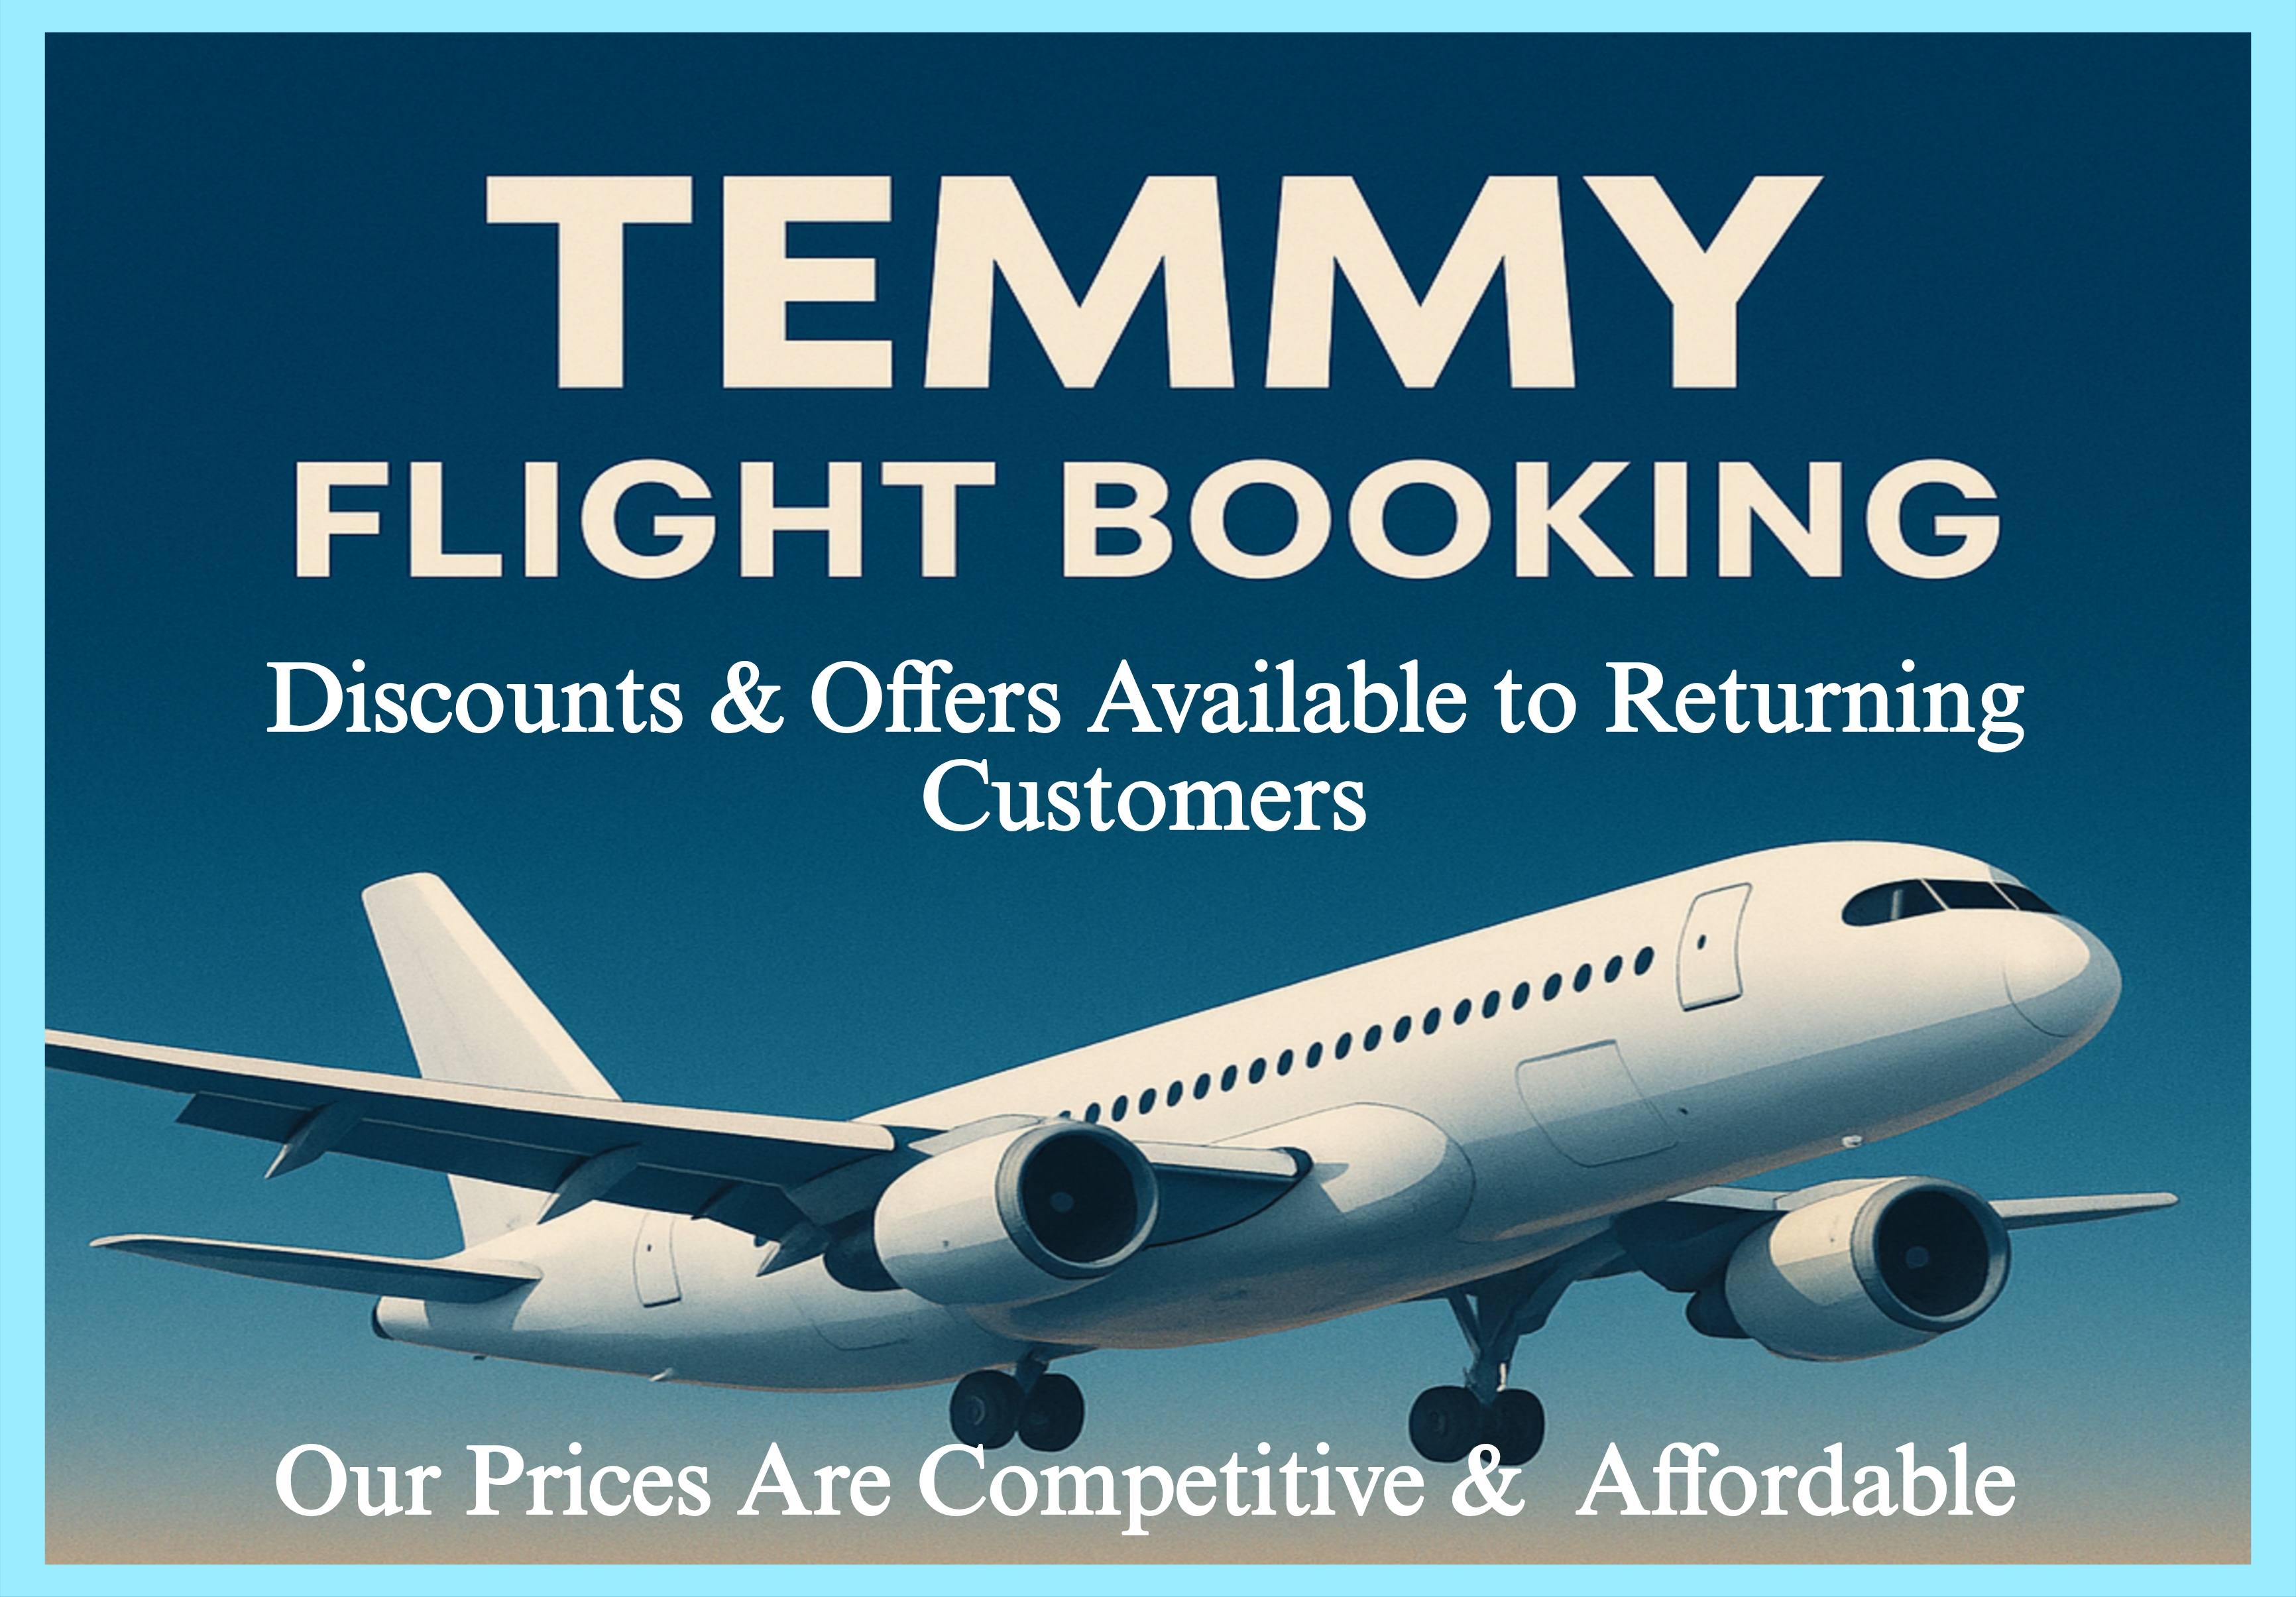 TEMMY
FLIGHT BOOKING
Discounts & Offers Available to Returning
Customers
Our Prices Are Competitive & Affordable